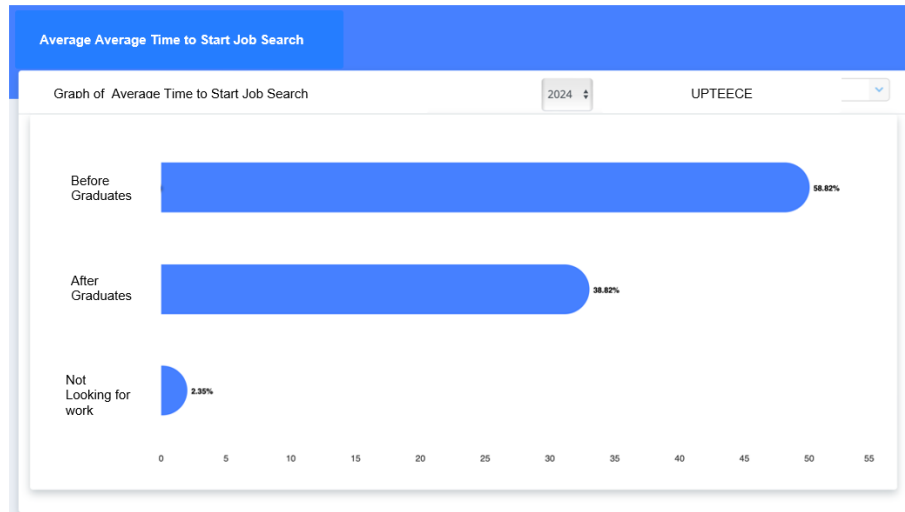 Average Average Time to Start Job Search
Graph of Average Time to Start Job Search
2024
UPTEECE
Before
Graduates
58.82%
After
Graduates
38.82%
Not
Looking for
work
2.35%
0 5 10 15 20 25 30 35 40 45 50 55